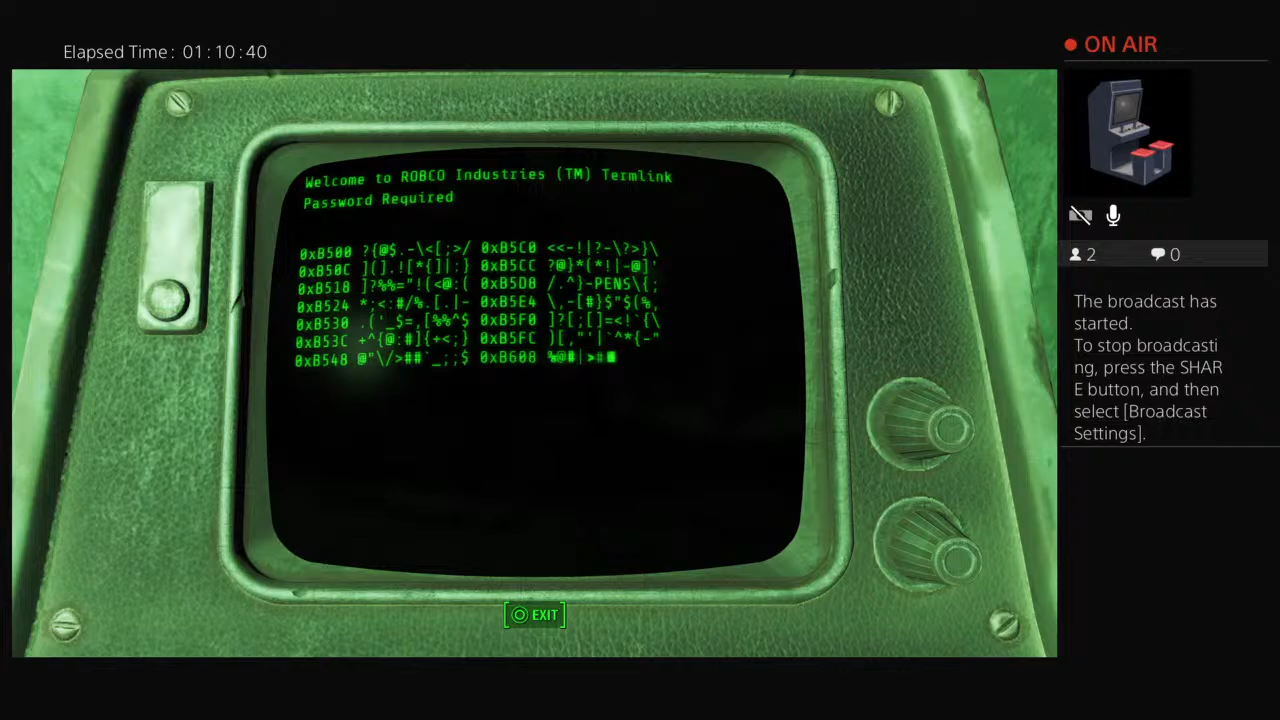 Elapsed Time: 01:10:40
ON AIR
Welcome to ROBCO Industries (TM) Termlink
Password Required
0xB500 ?{@$.-\<[;>/ 0xB5C0 <<-!|?-\?>}\
0xB50C ](].![*{]|:} 0xB5CC ?@}*(*!|-@]'
0xB518 ]?%%="!{<@:( 0xB5D8 /.^}-PENS\{;
0xB524 *;<:#/%.[.|- 0xB5E4 \,-[#}$"$(%,
0xB530 .('_$=,[%%^$ 0xB5F0 ]?[;[]=<!`{\
0xB53C +^{@:#]{+<;} 0xB5FC )[,"'|`^*{-"
0xB548 @"\/>##`_;;$ 0xB608 %@#|>
EXIT
2 0
The broadcast has
started.
To stop broadcasti
ng, press the SHAR
E button, and then
select [Broadcast
Settings].